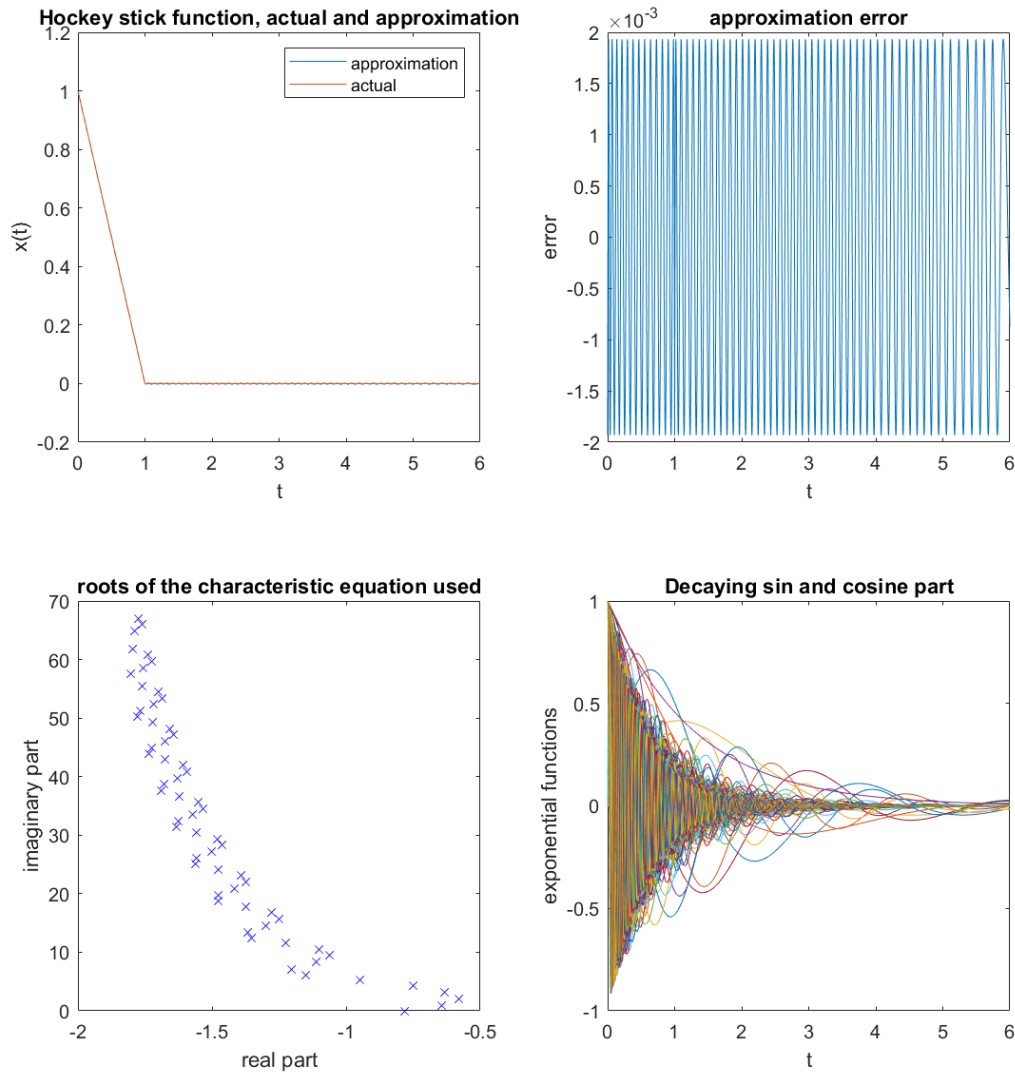 Hockey stick function, actual and approximation
1.2
1
0.8
0.6
0.4
0.2
0
-0.2
x(t)
approximation
actual
0 1 2 3 4 5 6
t
approximation error
×10⁻³
2
1.5
1
0.5
0
-0.5
-1
-1.5
-2
error
0 1 2 3 4 5 6
t
roots of the characteristic equation used
70
60
50
40
30
20
10
0
imaginary part
-2 -1.5 -1 -0.5
real part
Decaying sin and cosine part
1
0.5
0
-0.5
-1
exponential functions
0 1 2 3 4 5 6
t